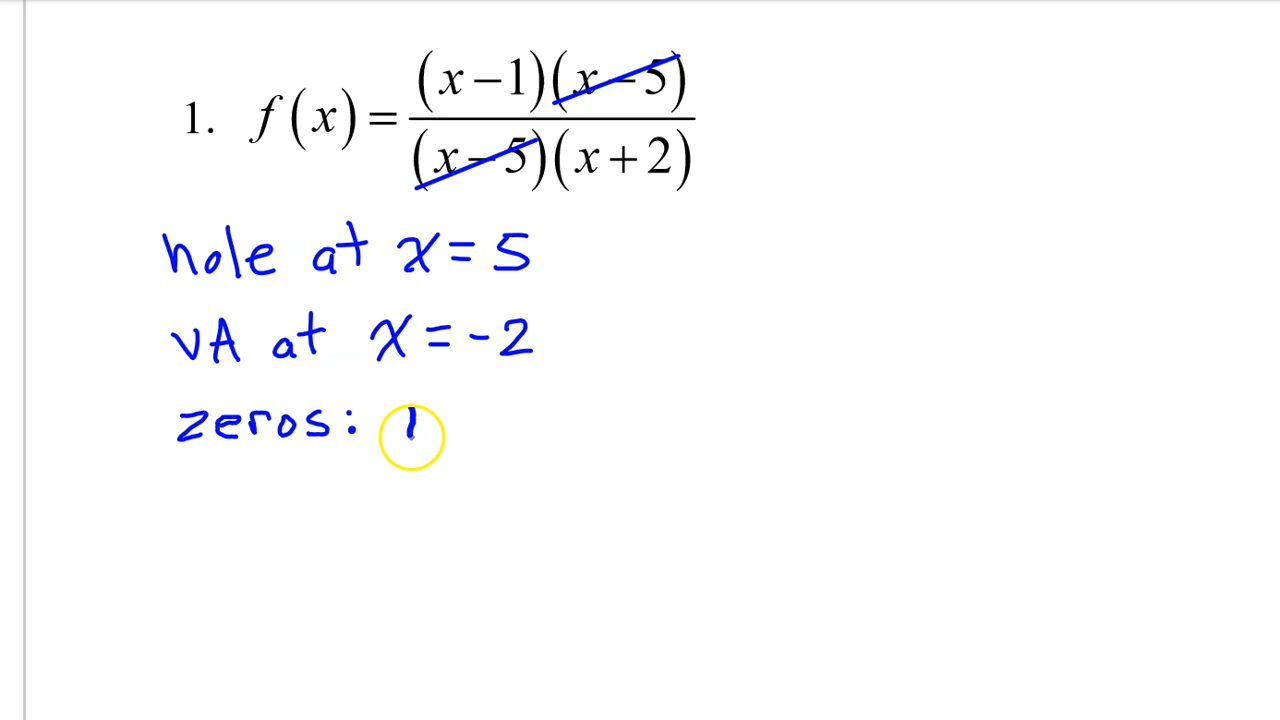 1. f(x) = (x−1)(x−5) / (x−5)(x+2)
hole at x = 5
VA at x = -2
zeros: 1